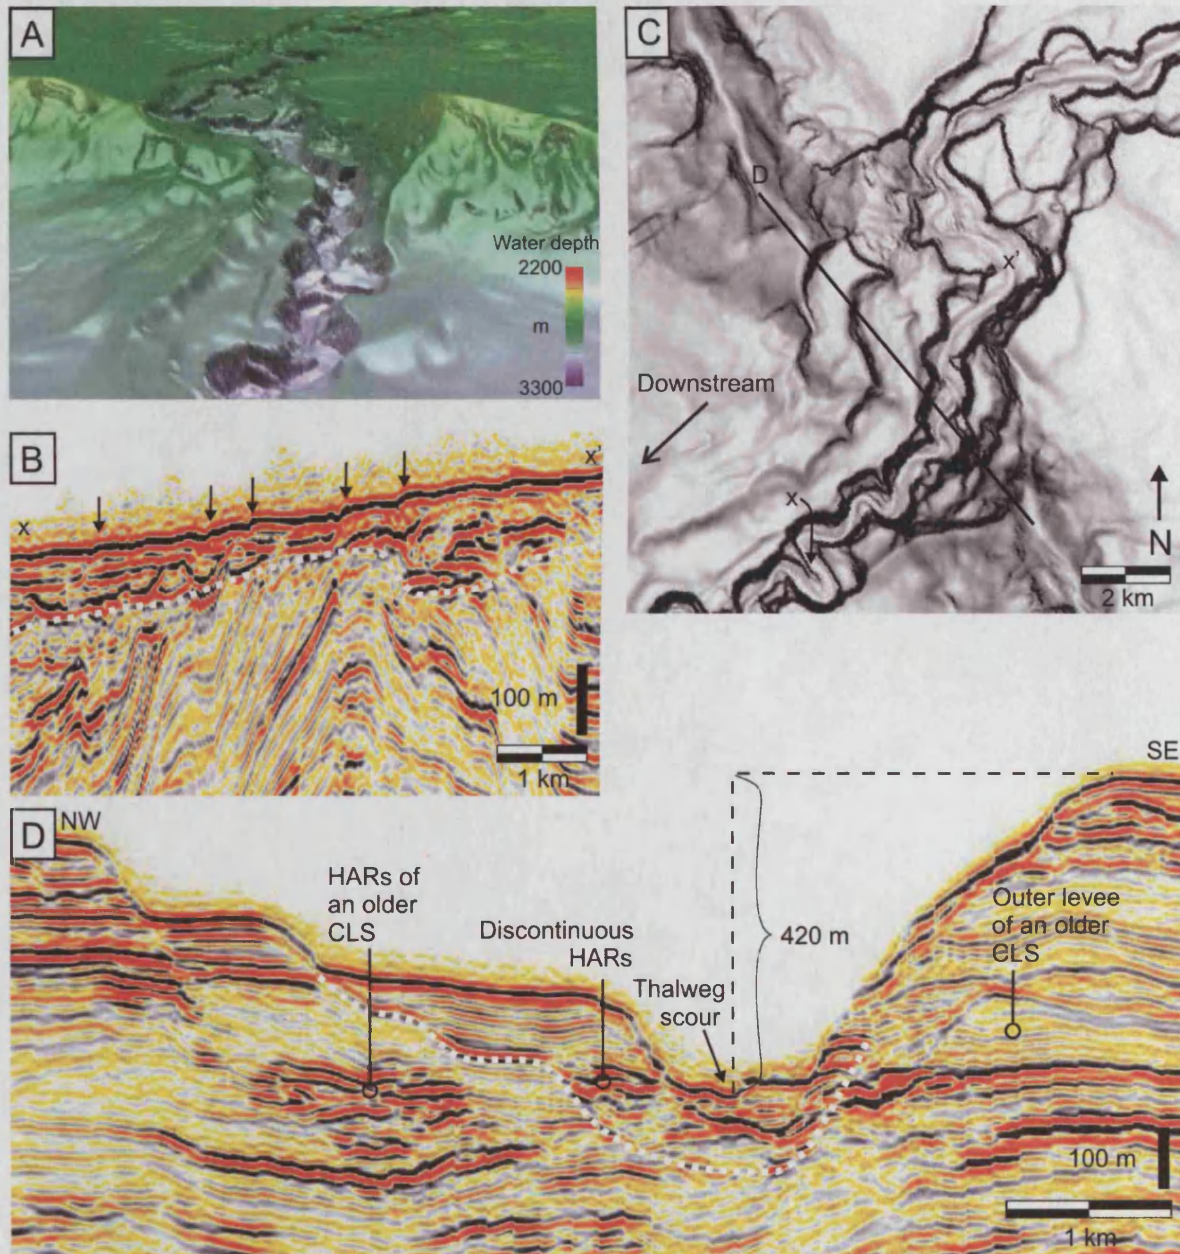 A
Water depth
2200
m
3300
B
x
x'
100 m
1 km
C
D
x'
Downstream
x
N
2 km
D
NW
SE
HARs of
an older
CLS
Discontinuous
HARs
Thalweg
scour
420 m
Outer levee
of an older
CLS
100 m
1 km